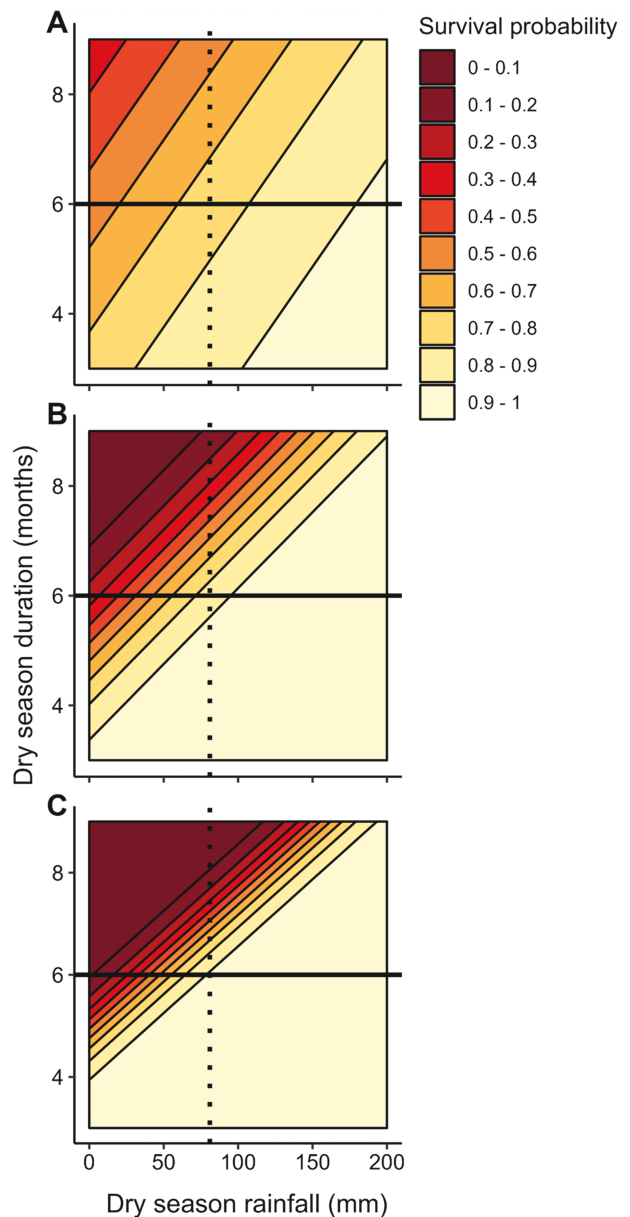 A
Survival probability
0 - 0.1
0.1 - 0.2
0.2 - 0.3
0.3 - 0.4
0.4 - 0.5
0.5 - 0.6
0.6 - 0.7
0.7 - 0.8
0.8 - 0.9
0.9 - 1
8
6
4
B
Dry season duration (months)
8
6
4
C
8
6
4
0 50 100 150 200
Dry season rainfall (mm)